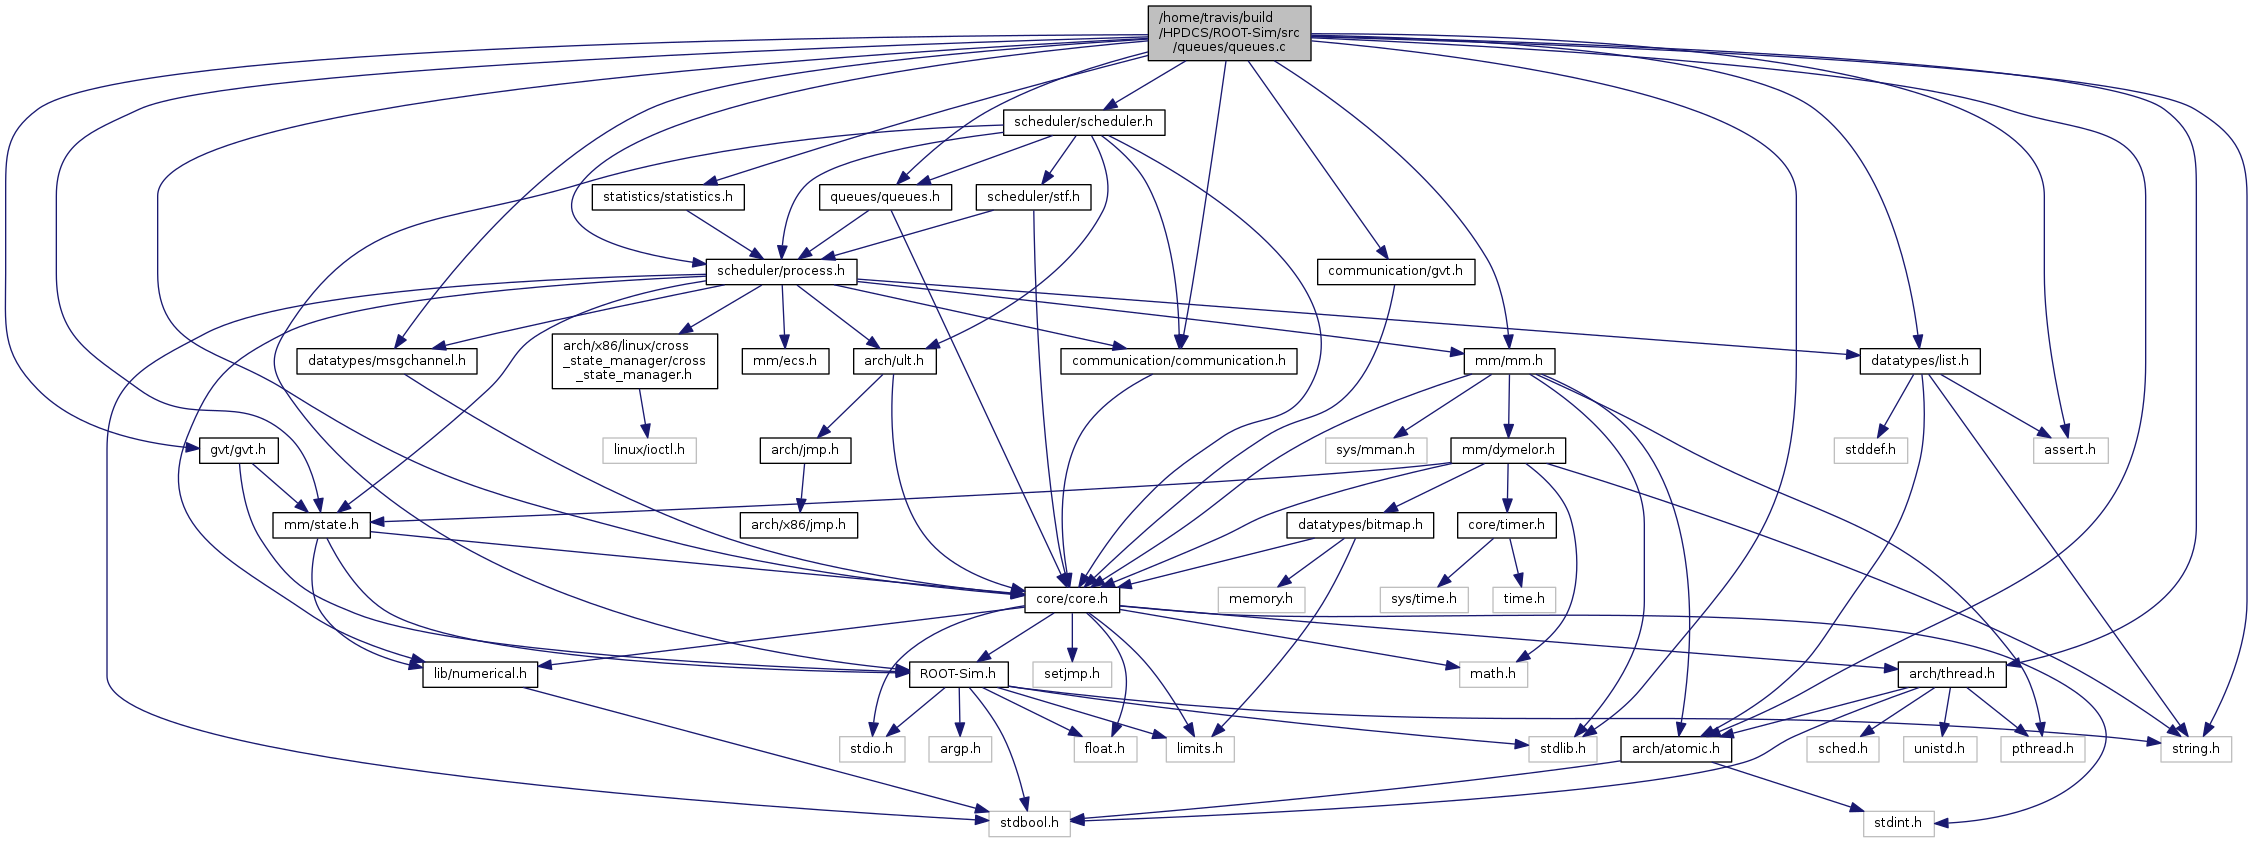 /home/travis/build
/HPDCS/ROOT-Sim/src
/queues/queues.c
scheduler/scheduler.h
statistics/statistics.h
queues/queues.h
scheduler/stf.h
scheduler/process.h
communication/gvt.h
datatypes/msgchannel.h
arch/x86/linux/cross
_state_manager/cross
_state_manager.h
mm/ecs.h
arch/ult.h
communication/communication.h
mm/mm.h
datatypes/list.h
gvt/gvt.h
linux/ioctl.h
arch/jmp.h
sys/mman.h
mm/dymelor.h
stddef.h
assert.h
mm/state.h
arch/x86/jmp.h
datatypes/bitmap.h
core/timer.h
core/core.h
memory.h
sys/time.h
time.h
lib/numerical.h
ROOT-Sim.h
setjmp.h
math.h
arch/thread.h
stdio.h
argp.h
float.h
limits.h
stdlib.h
arch/atomic.h
sched.h
unistd.h
pthread.h
string.h
stdbool.h
stdint.h